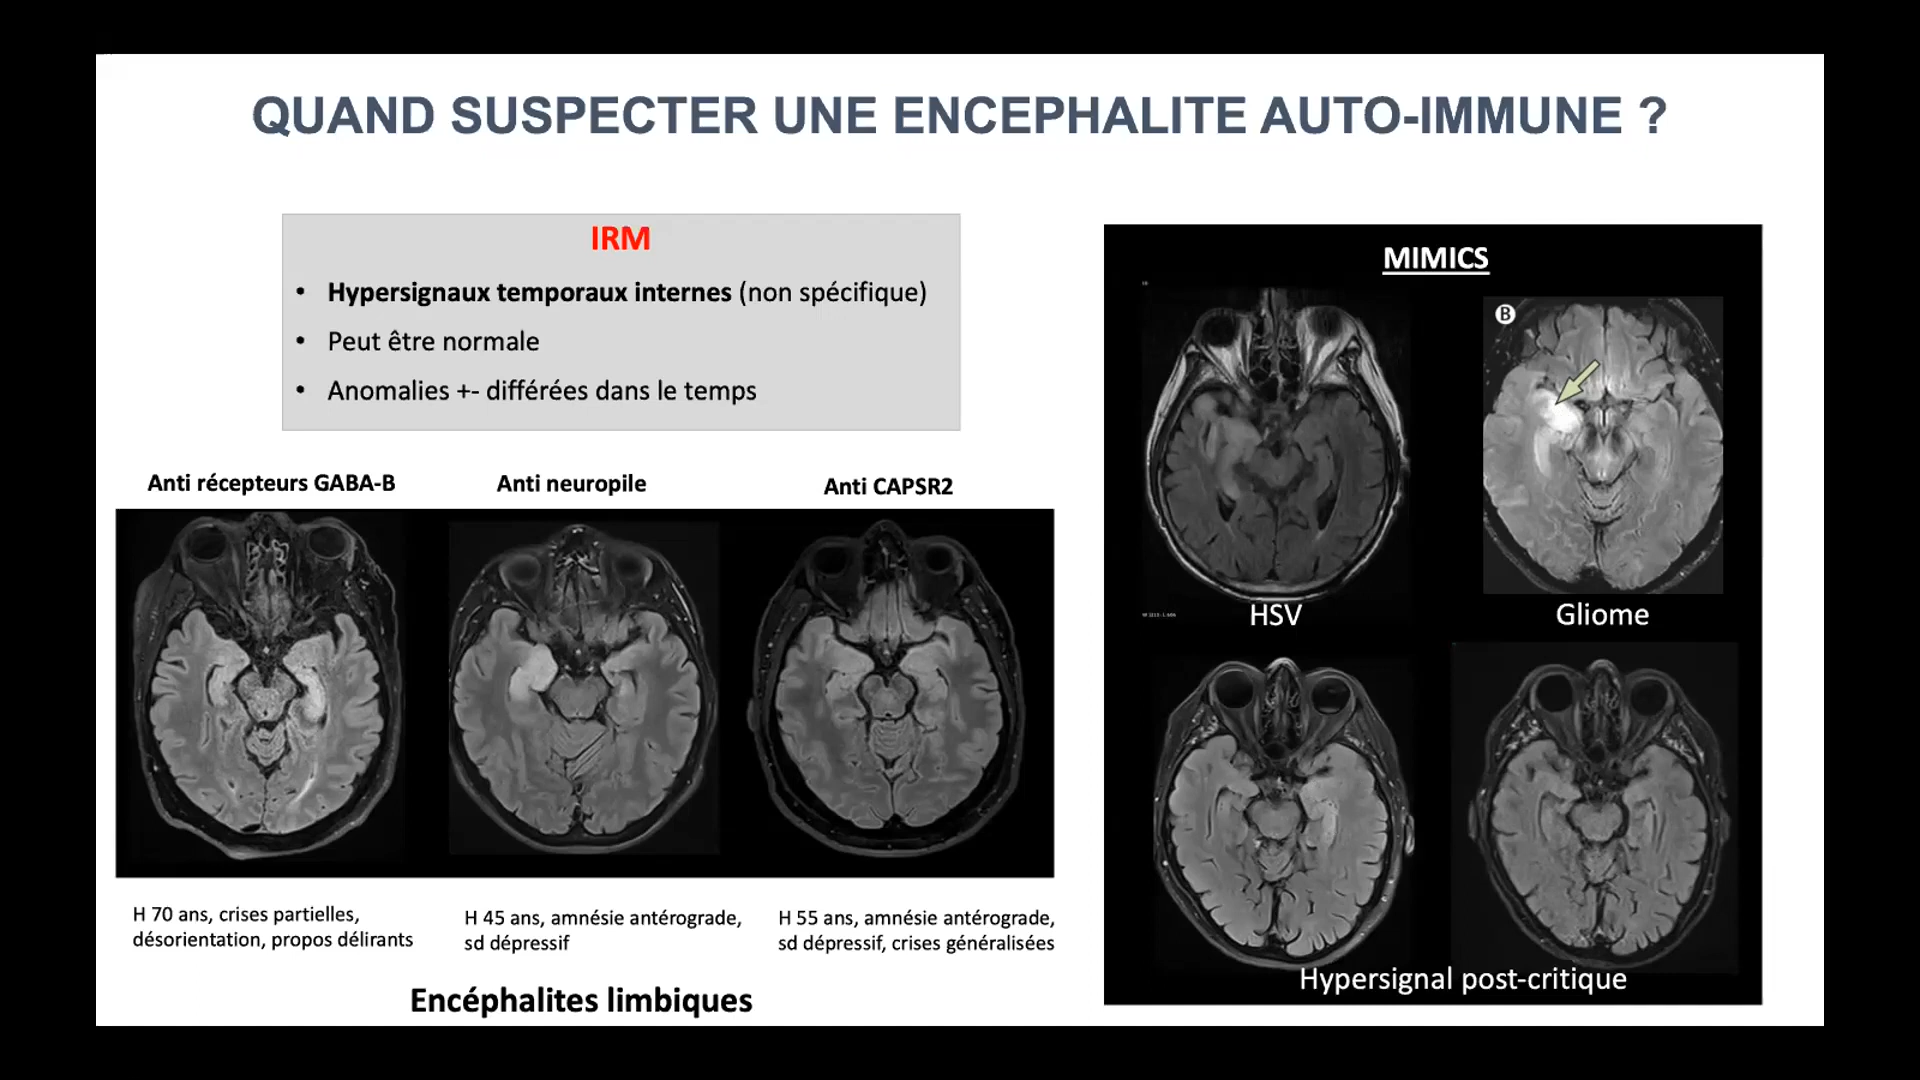 QUAND SUSPECTER UNE ENCEPHALITE AUTO-IMMUNE ?
IRM
• Hypersignaux temporaux internes (non spécifique)
• Peut être normale
• Anomalies +- différées dans le temps
Anti récepteurs GABA-B
Anti neuropile
Anti CAPSR2
H 70 ans, crises partielles,
désorientation, propos délirants
H 45 ans, amnésie antérograde,
sd dépressif
H 55 ans, amnésie antérograde,
sd dépressif, crises généralisées
Encéphalites limbiques
MIMICS
B
HSV
Gliome
Hypersignal post-critique